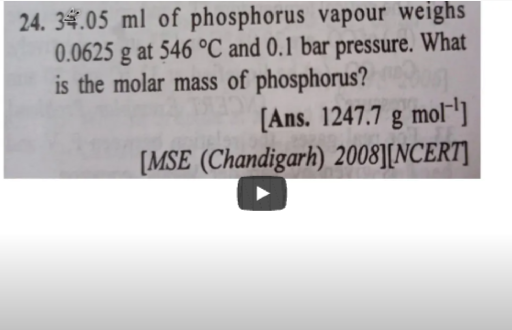 24. 34.05 ml of phosphorus vapour weighs
0.0625 g at 546 °C and 0.1 bar pressure. What
is the molar mass of phosphorus?
[Ans. 1247.7 g mol⁻¹]
[MSE (Chandigarh) 2008][NCERT]